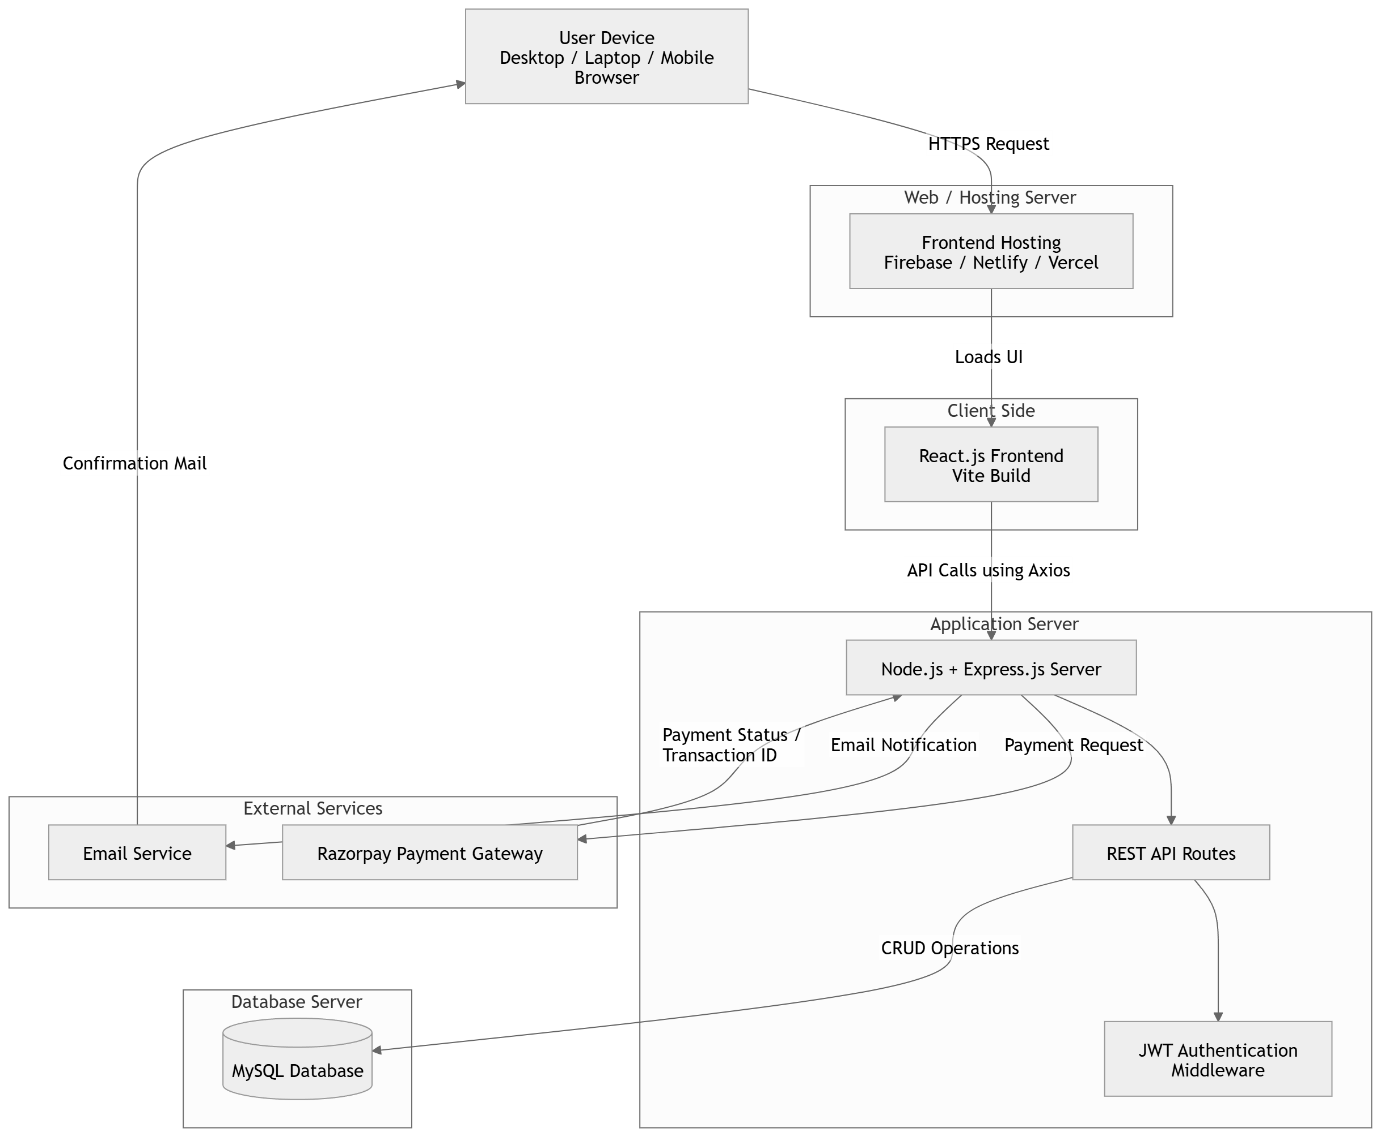 User Device
Desktop / Laptop / Mobile
Browser
HTTPS Request
Web / Hosting Server
Frontend Hosting
Firebase / Netlify / Vercel
Loads UI
Client Side
React.js Frontend
Vite Build
Confirmation Mail
API Calls using Axios
Application Server
Node.js + Express.js Server
Payment Status /
Transaction ID
Email Notification
Payment Request
External Services
Email Service
Razorpay Payment Gateway
REST API Routes
CRUD Operations
Database Server
MySQL Database
JWT Authentication
Middleware